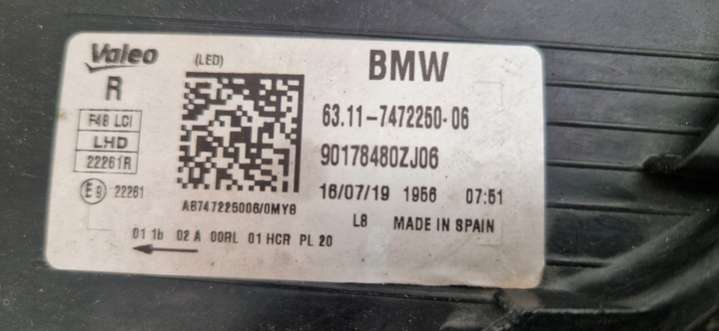 Valeo
(LED)
BMW
R
63.11-7472250-06
F48 LCI
LHD
90178480ZJ06
22261R
E9 22261
16/07/19 1956 07:51
A8747225006/0MY8
L8 MADE IN SPAIN
01 1b 02 A 00RL 01 HCR PL 20